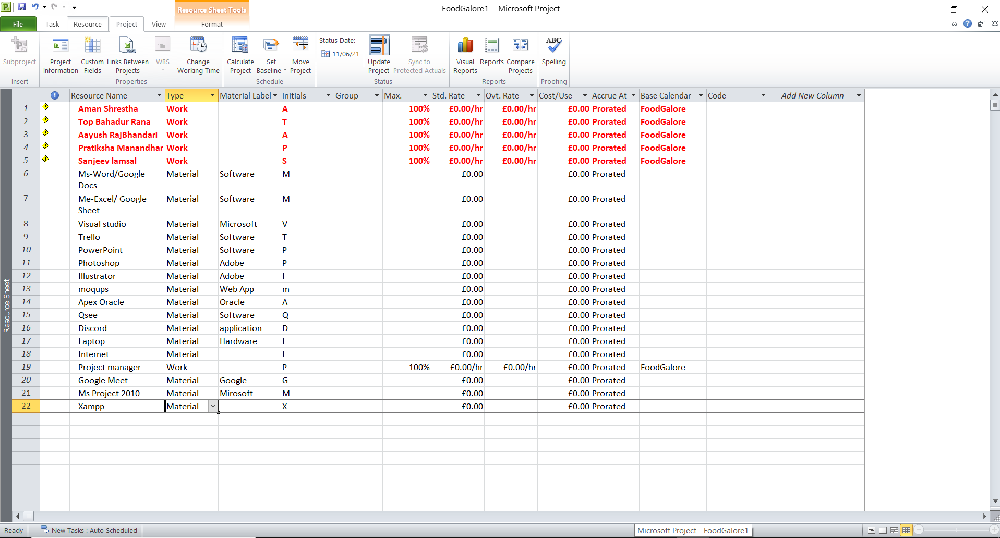 FoodGalore1 - Microsoft Project
Resource Sheet Tools
File Task Resource Project View Format
Subproject
Project Information
Custom Fields
Links Between Projects
WBS
Change Working Time
Calculate Project
Set Baseline
Move Project
Status Date:
11/06/21
Update Project
Sync to Protected Actuals
Visual Reports
Reports
Compare Projects
ABC
Spelling
Insert Properties Schedule Status Reports Proofing
Resource Name Type Material Label Initials Group Max. Std. Rate Ovt. Rate Cost/Use Accrue At Base Calendar Code Add New Column
1 Aman Shrestha Work A 100% £0.00/hr £0.00/hr £0.00 Prorated FoodGalore
2 Top Bahadur Rana Work T 100% £0.00/hr £0.00/hr £0.00 Prorated FoodGalore
3 Aayush RajBhandari Work A 100% £0.00/hr £0.00/hr £0.00 Prorated FoodGalore
4 Pratiksha Manandhar Work P 100% £0.00/hr £0.00/hr £0.00 Prorated FoodGalore
5 Sanjeev lamsal Work S 100% £0.00/hr £0.00/hr £0.00 Prorated FoodGalore
6 Ms-Word/Google Material Software M £0.00 £0.00 Prorated
Docs
7 Me-Excel/ Google Material Software M £0.00 £0.00 Prorated
Sheet
8 Visual studio Material Microsoft V £0.00 £0.00 Prorated
9 Trello Material Software T £0.00 £0.00 Prorated
10 PowerPoint Material Software P £0.00 £0.00 Prorated
11 Photoshop Material Adobe P £0.00 £0.00 Prorated
12 Illustrator Material Adobe I £0.00 £0.00 Prorated
13 moqups Material Web App m £0.00 £0.00 Prorated
14 Apex Oracle Material Oracle A £0.00 £0.00 Prorated
15 Qsee Material Software Q £0.00 £0.00 Prorated
16 Discord Material application D £0.00 £0.00 Prorated
17 Laptop Material Hardware L £0.00 £0.00 Prorated
18 Internet Material I £0.00 £0.00 Prorated
19 Project manager Work P 100% £0.00/hr £0.00/hr £0.00 Prorated FoodGalore
20 Google Meet Material Google G £0.00 £0.00 Prorated
21 Ms Project 2010 Material Mirosoft M £0.00 £0.00 Prorated
22 Xampp Material X £0.00 £0.00 Prorated
Resource Sheet
Ready New Tasks : Auto Scheduled Microsoft Project - FoodGalore1